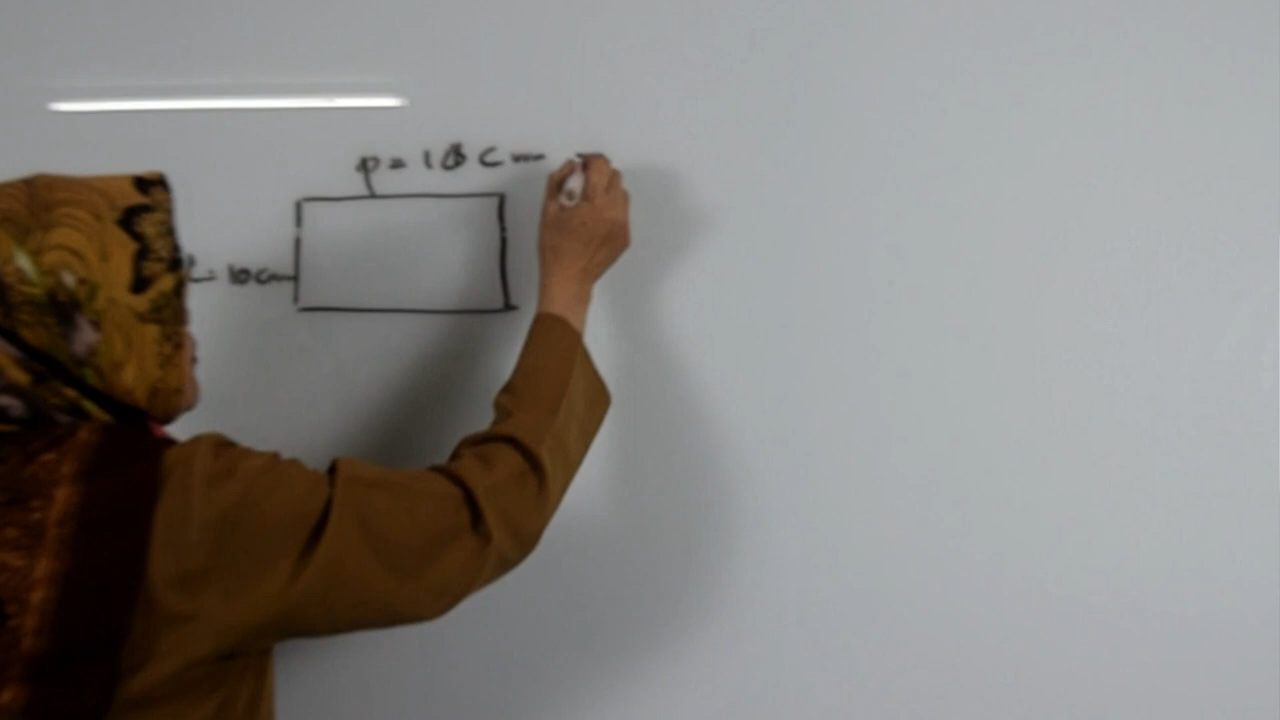 p = 18 cm
l = 10 cm